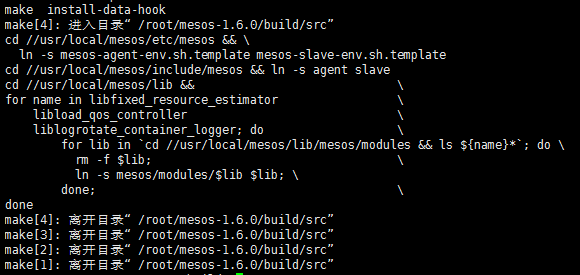 make  install-data-hook
make[4]: 进入目录“ /root/mesos-1.6.0/build/src”
cd //usr/local/mesos/etc/mesos && \
  ln -s mesos-agent-env.sh.template mesos-slave-env.sh.template
cd //usr/local/mesos/include/mesos && ln -s agent slave
cd //usr/local/mesos/lib && \
for name in libfixed_resource_estimator \
    libload_qos_controller \
    liblogrotate_container_logger; do \
        for lib in `cd //usr/local/mesos/lib/mesos/modules && ls ${name}*`; do \
          rm -f $lib; \
          ln -s mesos/modules/$lib $lib; \
        done; \
done
make[4]: 离开目录“ /root/mesos-1.6.0/build/src”
make[3]: 离开目录“ /root/mesos-1.6.0/build/src”
make[2]: 离开目录“ /root/mesos-1.6.0/build/src”
make[1]: 离开目录“ /root/mesos-1.6.0/build/src”